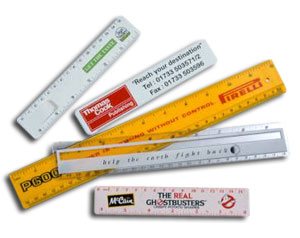 "Reach your destination"
Tel : 01733 503571/2
Fax : 01733 503596
Thomas
Cook
Publishing
PIRELLI
WITHOUT CONTROL
P600
help the earth fight back
McCain
THE REAL
GHOSTBUSTERS